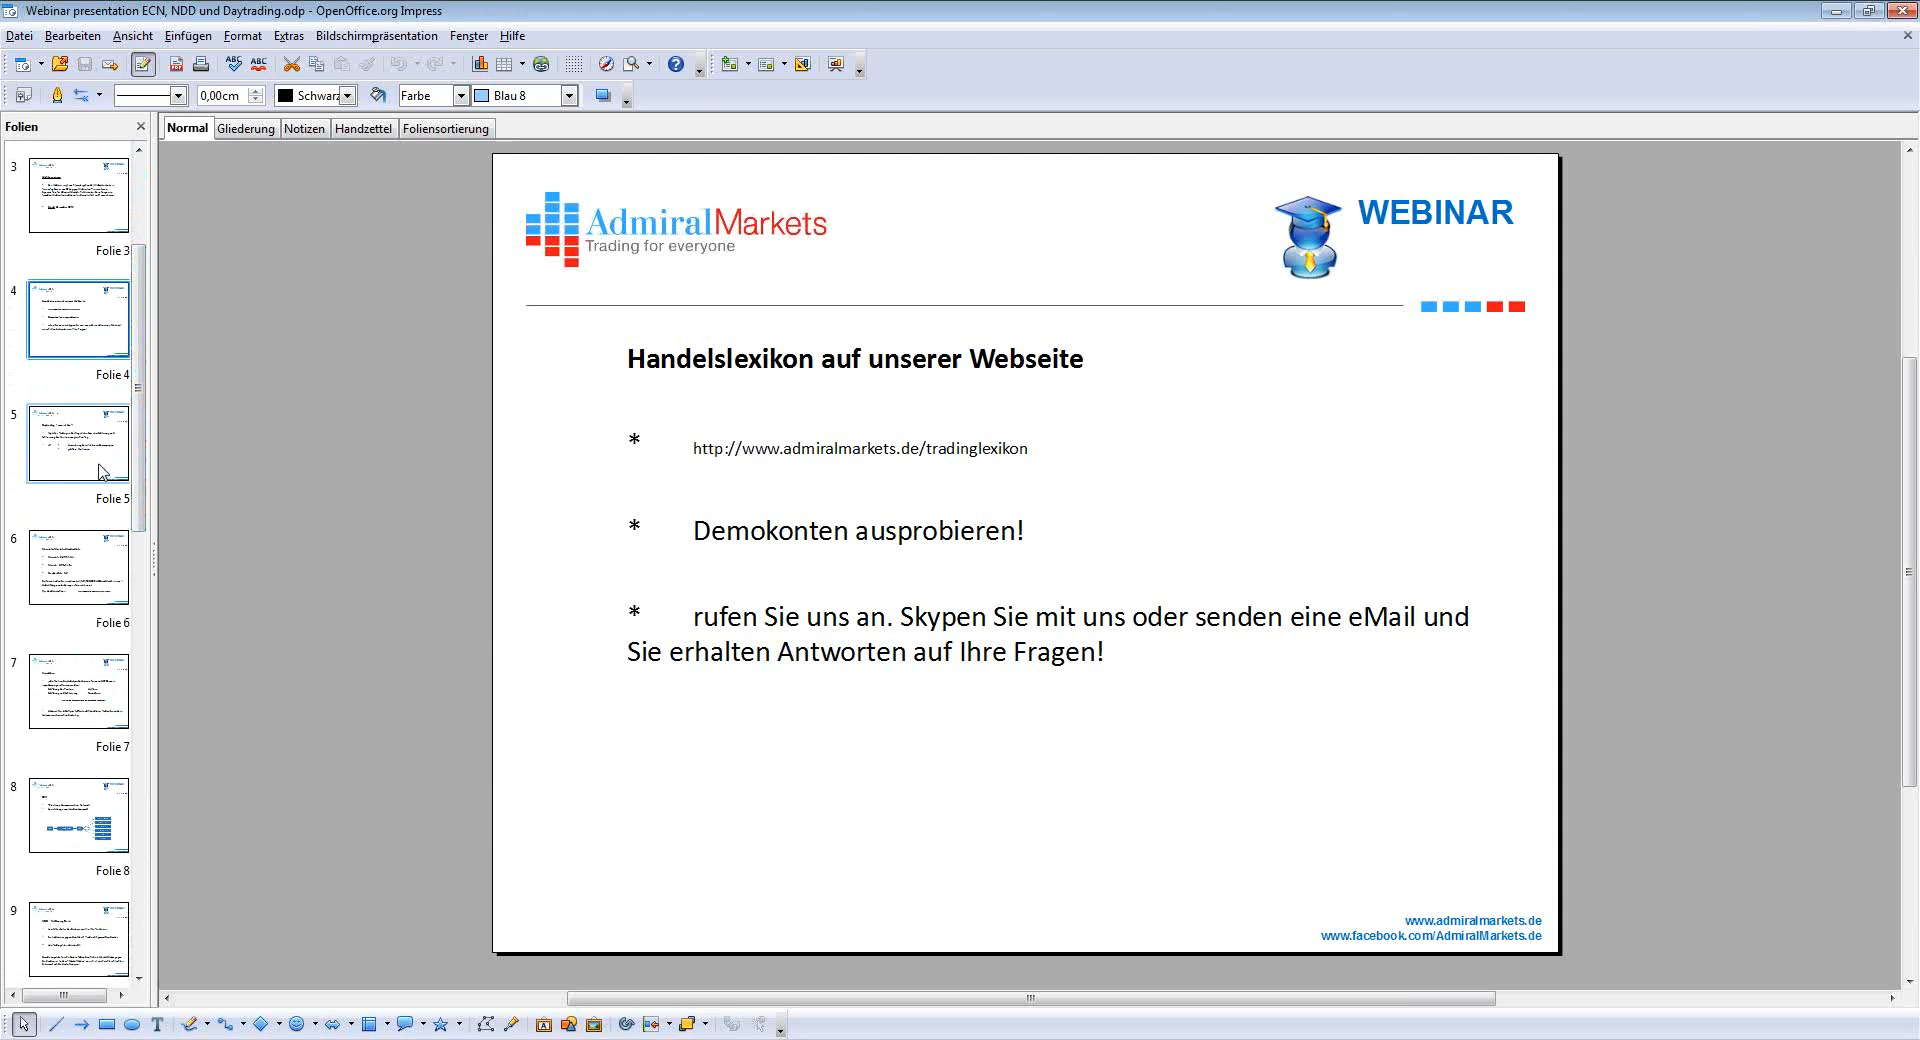 Webinar presentation ECN, NDD und Daytrading.odp - OpenOffice.org Impress
Datei Bearbeiten Ansicht Einfügen Format Extras Bildschirmpräsentation Fenster Hilfe
0,00cm Schwarz Farbe Blau 8
Folien
Normal Gliederung Notizen Handzettel Foliensortierung
3
Folie 3
4
Folie 4
5
Folie 5
6
Folie 6
7
Folie 7
8
Folie 8
9
AdmiralMarkets
Trading for everyone
WEBINAR
Handelslexikon auf unserer Webseite
* http://www.admiralmarkets.de/tradinglexikon
* Demokonten ausprobieren!
* rufen Sie uns an. Skypen Sie mit uns oder senden eine eMail und
Sie erhalten Antworten auf Ihre Fragen!
www.admiralmarkets.de
www.facebook.com/AdmiralMarkets.de